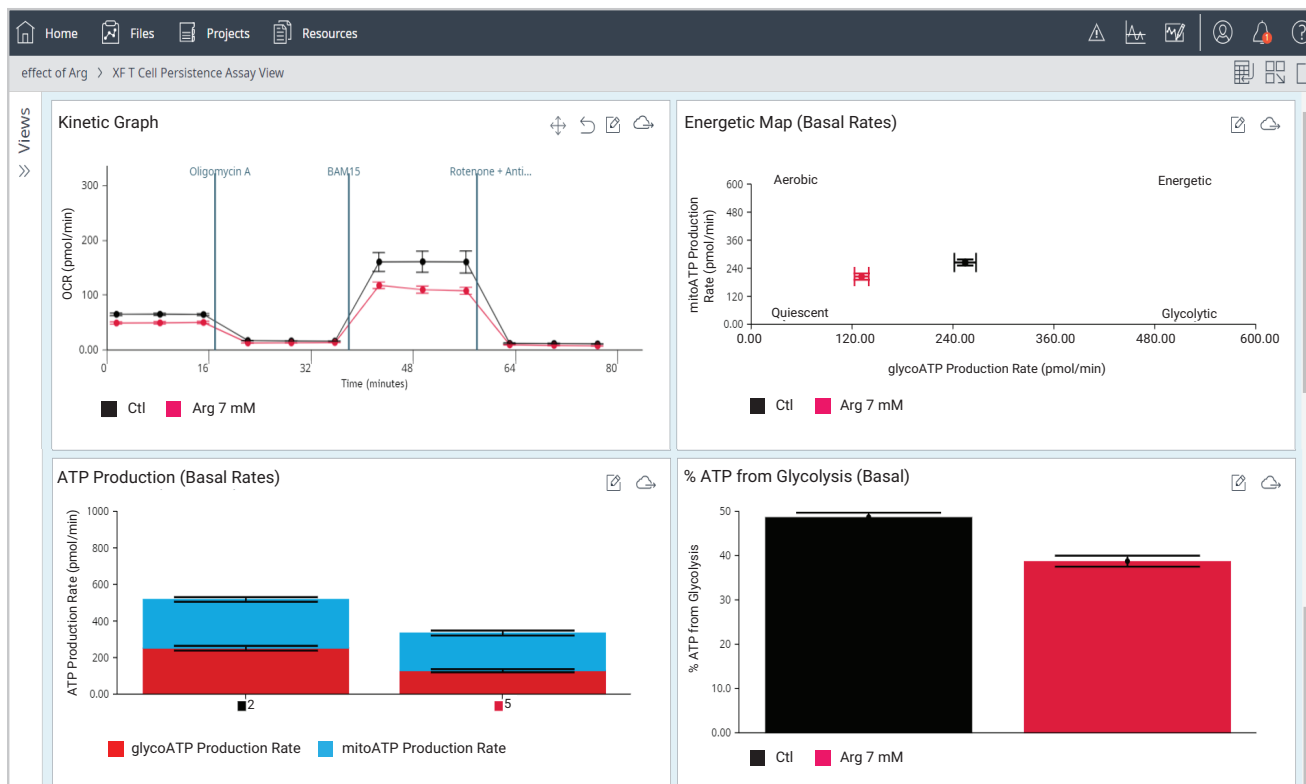 Home Files Projects Resources
1
effect of Arg > XF T Cell Persistence Assay View
Views
Kinetic Graph
Oligomycin A BAM15 Rotenone + Anti...
OCR (pmol/min)
300
200
100
0.00
0 16 32 48 64 80
Time (minutes)
Ctl Arg 7 mM
Energetic Map (Basal Rates)
Aerobic Energetic
mitoATP Production
Rate (pmol/min)
600
480
360
240
120
0.00
Quiescent Glycolytic
0.00 120.00 240.00 360.00 480.00 600.00
glycoATP Production Rate (pmol/min)
Ctl Arg 7 mM
ATP Production (Basal Rates)
ATP Production Rate (pmol/min)
1000
800
600
400
200
0.00
2 5
glycoATP Production Rate mitoATP Production Rate
% ATP from Glycolysis (Basal)
% ATP from Glycolysis
50
40
30
20
10.0
0.00
Ctl Arg 7 mM